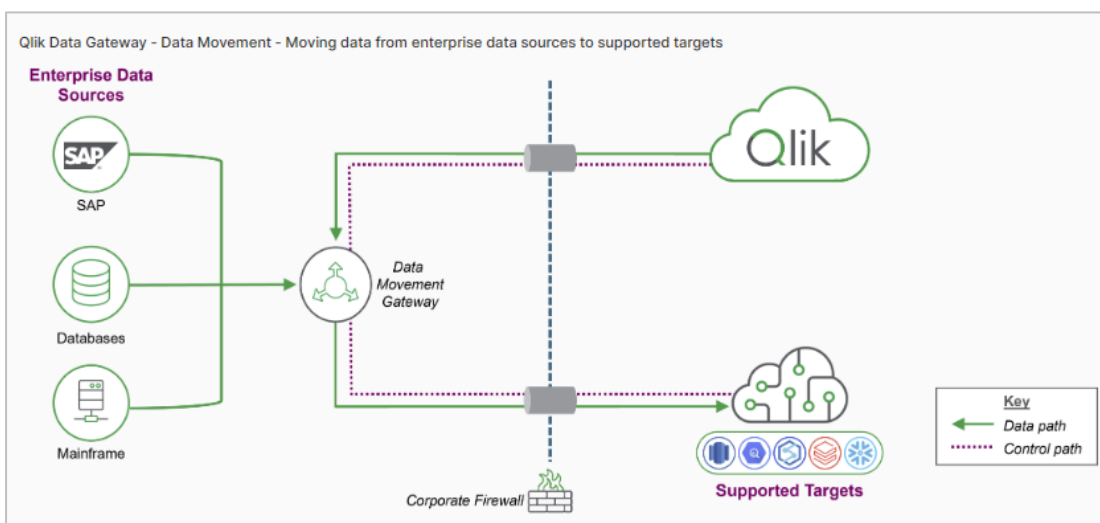 Qlik Data Gateway - Data Movement - Moving data from enterprise data sources to supported targets
Enterprise Data
Sources
SAP
SAP
Databases
Mainframe
Data
Movement
Gateway
Qlik
Corporate Firewall
Supported Targets
Key
Data path
Control path